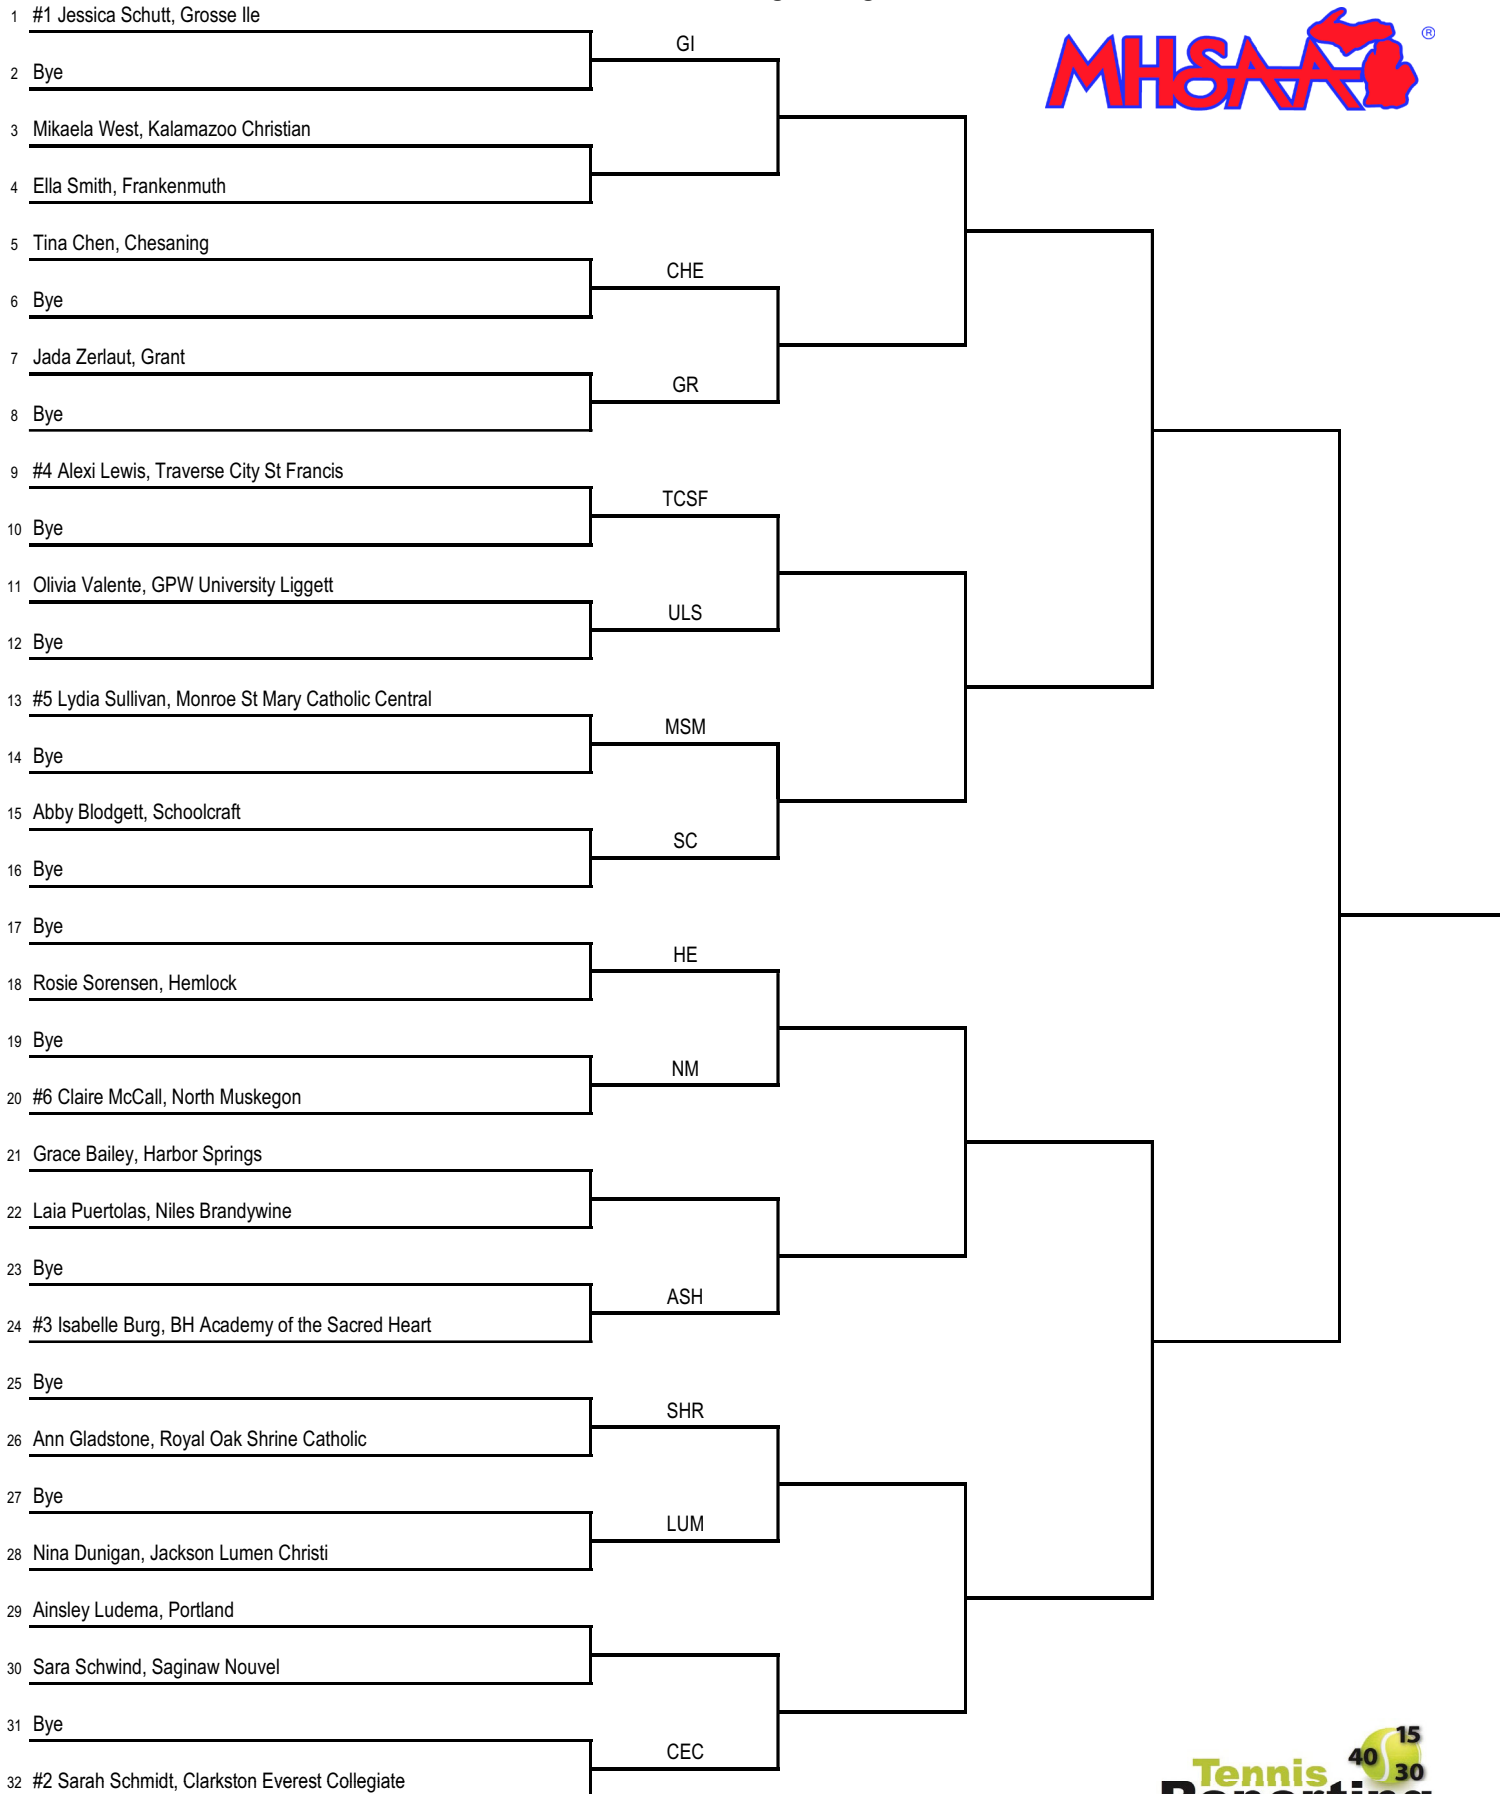 1 #1 Jessica Schutt, Grosse Ile
GI
MHSAA ®
2 Bye
3 Mikaela West, Kalamazoo Christian
4 Ella Smith, Frankenmuth
5 Tina Chen, Chesaning
CHE
6 Bye
7 Jada Zerlaut, Grant
GR
8 Bye
9 #4 Alexi Lewis, Traverse City St Francis
TCSF
10 Bye
11 Olivia Valente, GPW University Liggett
ULS
12 Bye
13 #5 Lydia Sullivan, Monroe St Mary Catholic Central
MSM
14 Bye
15 Abby Blodgett, Schoolcraft
SC
16 Bye
17 Bye
HE
18 Rosie Sorensen, Hemlock
19 Bye
NM
20 #6 Claire McCall, North Muskegon
21 Grace Bailey, Harbor Springs
22 Laia Puertolas, Niles Brandywine
23 Bye
ASH
24 #3 Isabelle Burg, BH Academy of the Sacred Heart
25 Bye
SHR
26 Ann Gladstone, Royal Oak Shrine Catholic
27 Bye
LUM
28 Nina Dunigan, Jackson Lumen Christi
29 Ainsley Ludema, Portland
30 Sara Schwind, Saginaw Nouvel
31 Bye
CEC
32 #2 Sarah Schmidt, Clarkston Everest Collegiate
15
40
30
Tennis
Reporting